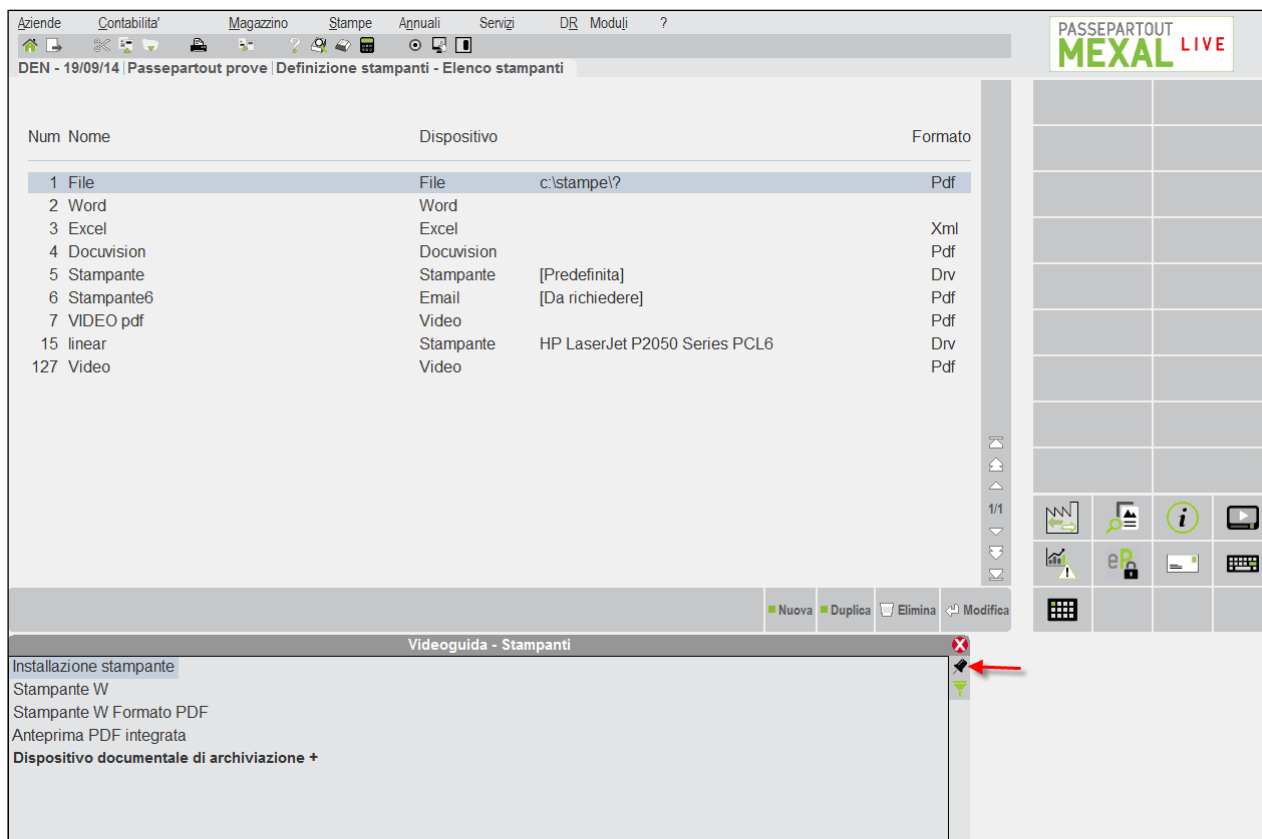 Aziende Contabilita' Magazzino Stampe Annuali Servizi DR Moduli ?
PASSEPARTOUT
MEXAL LIVE
DEN - 19/09/14 Passepartout prove Definizione stampanti - Elenco stampanti
Num Nome Dispositivo Formato
1 File File c:\stampe\? Pdf
2 Word Word
3 Excel Excel Xml
4 Docuvision Docuvision Pdf
5 Stampante Stampante [Predefinita] Drv
6 Stampante6 Email [Da richiedere] Pdf
7 VIDEO pdf Video Pdf
15 linear Stampante HP LaserJet P2050 Series PCL6 Drv
127 Video Video Pdf
1/1
Nuova Duplica Elimina Modifica
Videoguida - Stampanti
Installazione stampante
Stampante W
Stampante W Formato PDF
Anteprima PDF integrata
Dispositivo documentale di archiviazione +